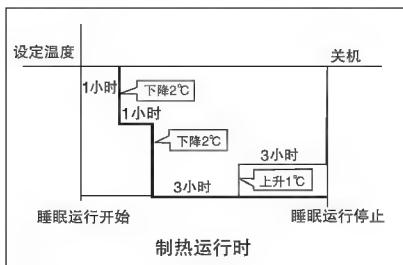 设定温度
关机
1小时
下降2℃
1小时
下降2℃
3小时
3小时
上升1℃
睡眠运行开始
睡眠运行停止
制热运行时